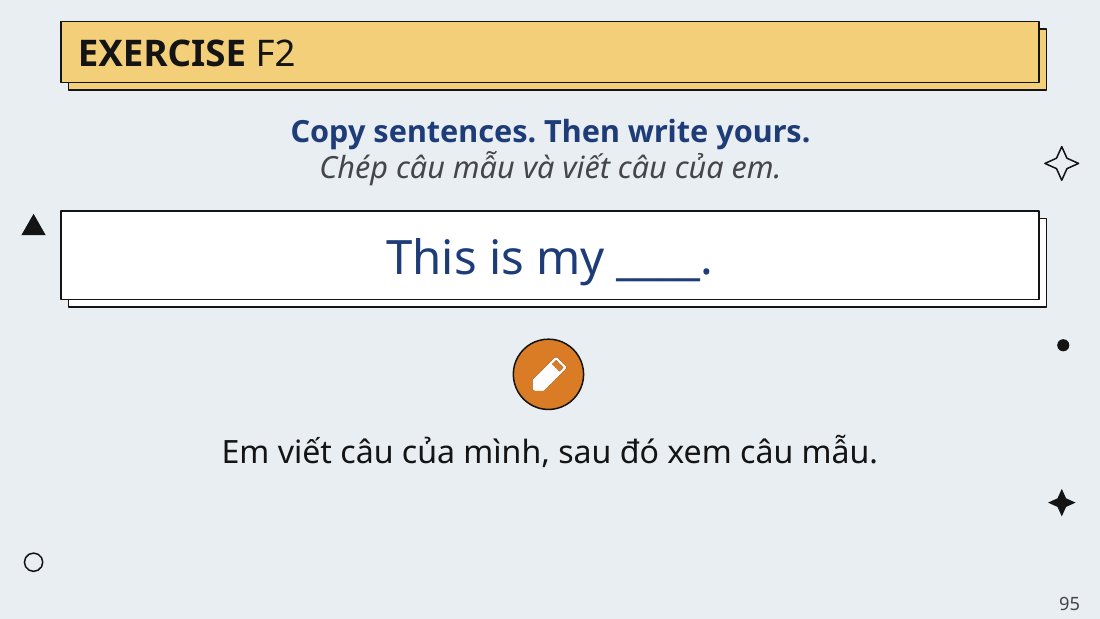 EXERCISE F2
Copy sentences. Then write yours.
Chép câu mẫu và viết câu của em.
This is my ____.
Em viết câu của mình, sau đó xem câu mẫu.
95